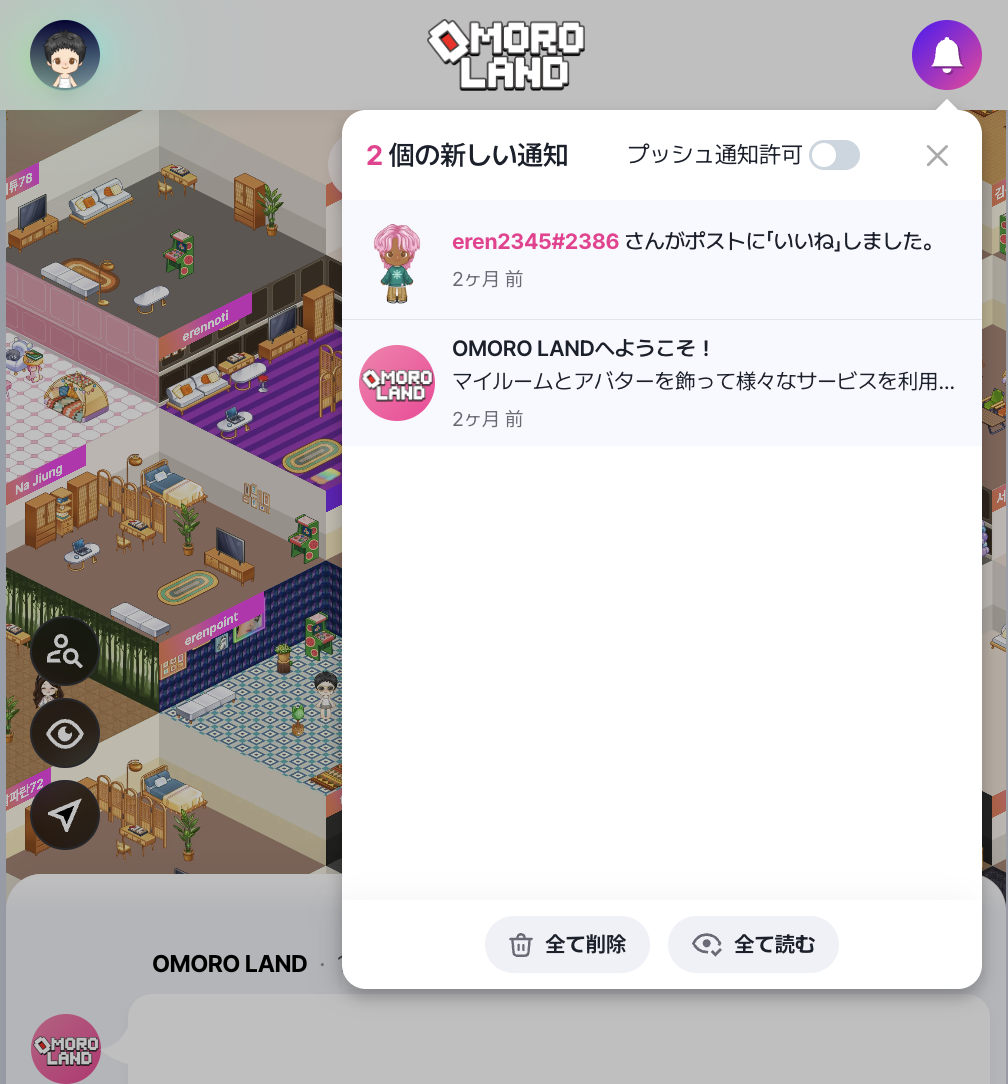 OMORO
LAND
2 個の新しい通知
プッシュ通知許可
eren2345#2386 さんがポストに「いいね」しました。
2ヶ月 前
OMORO LANDへようこそ！
マイルームとアバターを飾って様々なサービスを利用...
2ヶ月 前
OMORO
LAND
튜78
erennoti
Na Jiung
erenpoint
파란72
全て削除
全て読む
OMORO LAND ·
OMORO
LAND